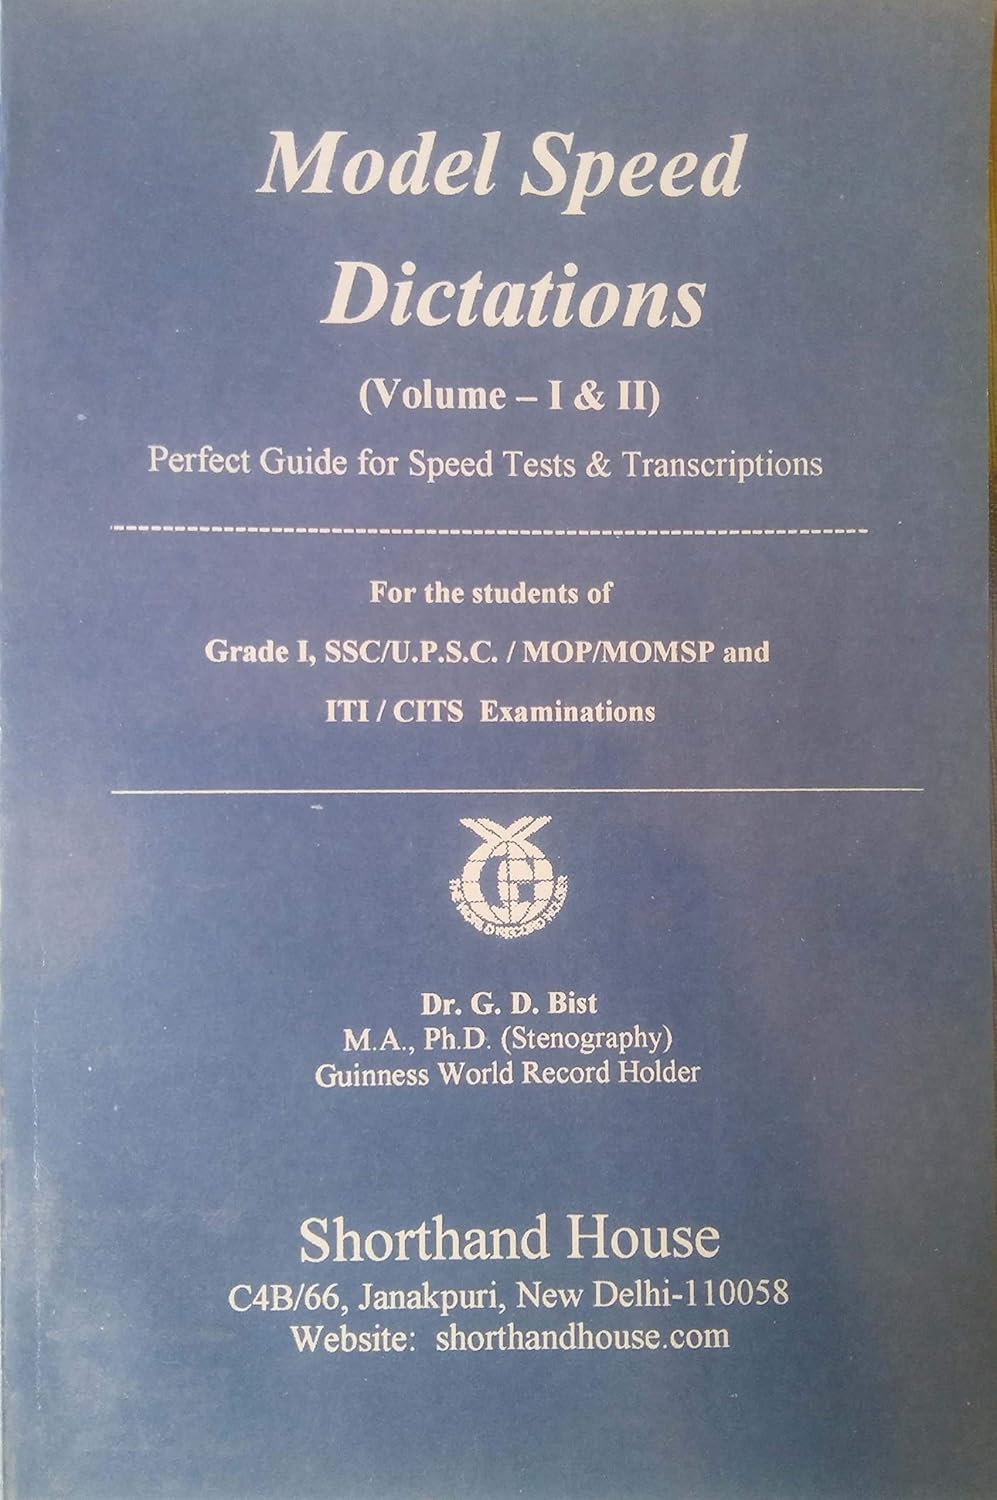 Model Speed
Dictations
(Volume – I & II)
Perfect Guide for Speed Tests & Transcriptions
For the students of
Grade I, SSC/U.P.S.C. / MOP/MOMSP and
ITI / CITS Examinations
G
Dr. G. D. Bist
M.A., Ph.D. (Stenography)
Guinness World Record Holder
Shorthand House
C4B/66, Janakpuri, New Delhi-110058
Website: shorthandhouse.com